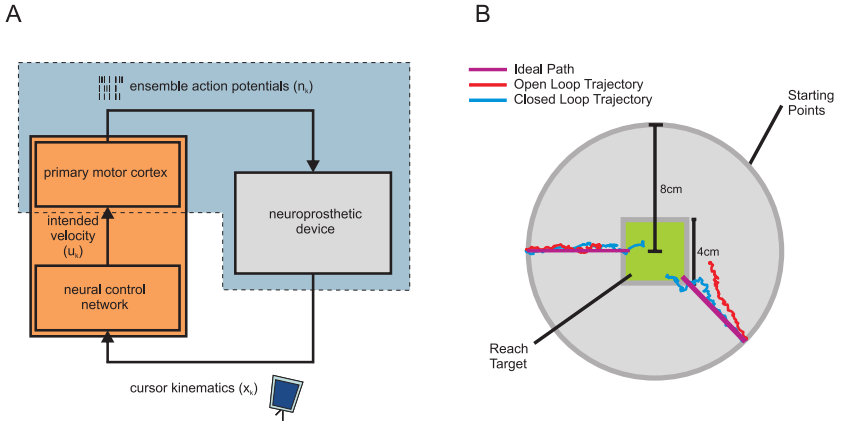 A
ensemble action potentials (nₖ)
primary motor cortex
intended
velocity
(uₖ)
neural control
network
neuroprosthetic
device
cursor kinematics (xₖ)
B
Ideal Path
Open Loop Trajectory
Closed Loop Trajectory
Starting
Points
8cm
4cm
Reach
Target